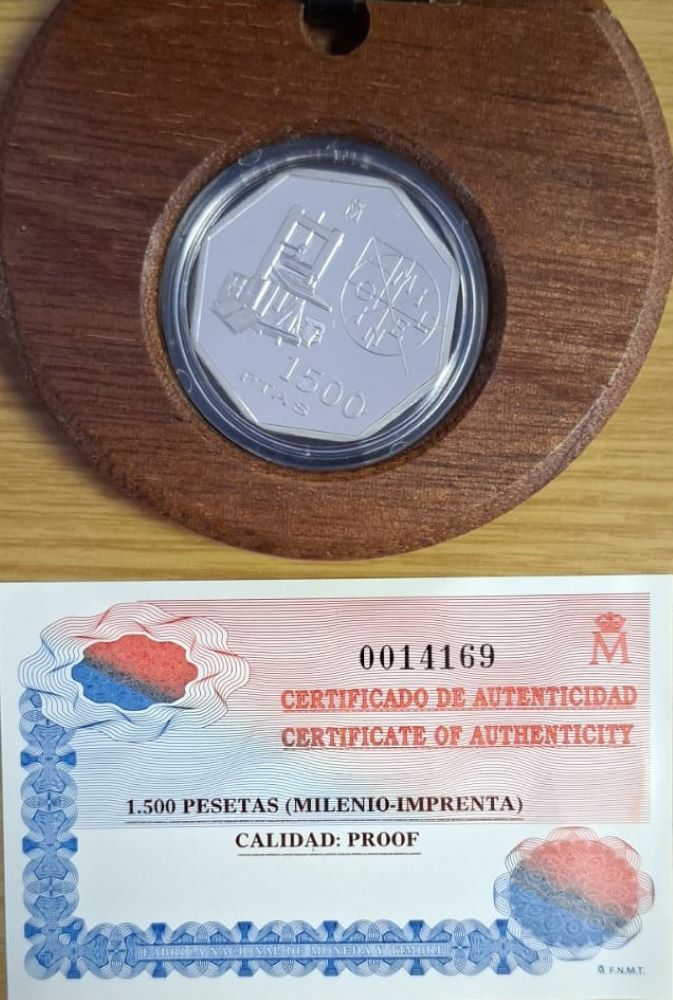 M
MILENIO
1500
PTAS
0014169
M
CERTIFICADO DE AUTENTICIDAD
CERTIFICATE OF AUTHENTICITY
1.500 PESETAS (MILENIO-IMPRENTA)
CALIDAD: PROOF
FABRICA NACIONAL DE MONEDA Y TIMBRE
M F.N.M.T.